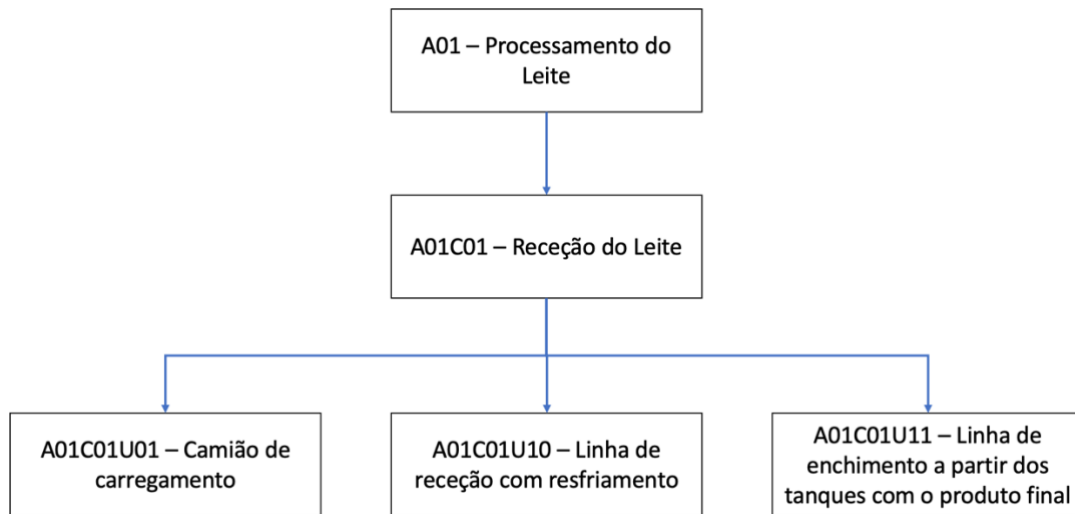 A01 – Processamento do
Leite
A01C01 – Receção do Leite
A01C01U01 – Camião de
carregamento
A01C01U10 – Linha de
receção com resfriamento
A01C01U11 – Linha de
enchimento a partir dos
tanques com o produto final